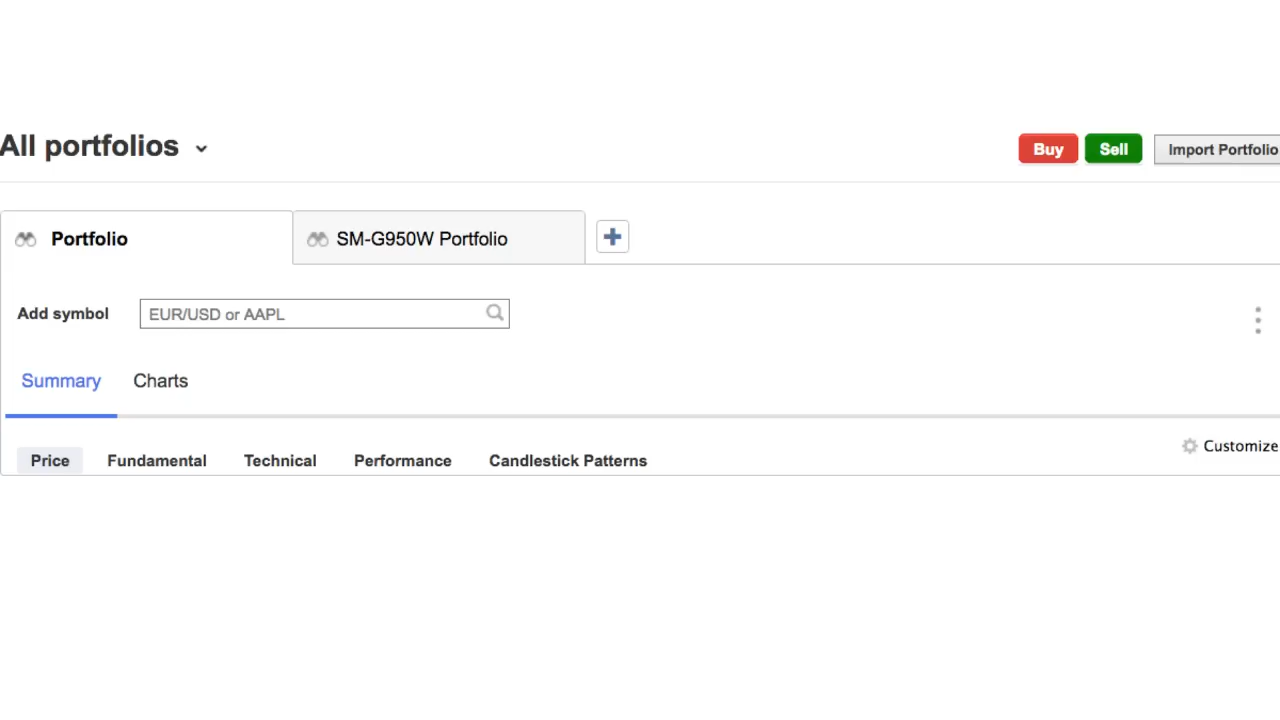 All portfolios
Buy Sell Import Portfolio
Portfolio SM-G950W Portfolio
Add symbol EUR/USD or AAPL
Summary Charts
Customize
Price Fundamental Technical Performance Candlestick Patterns